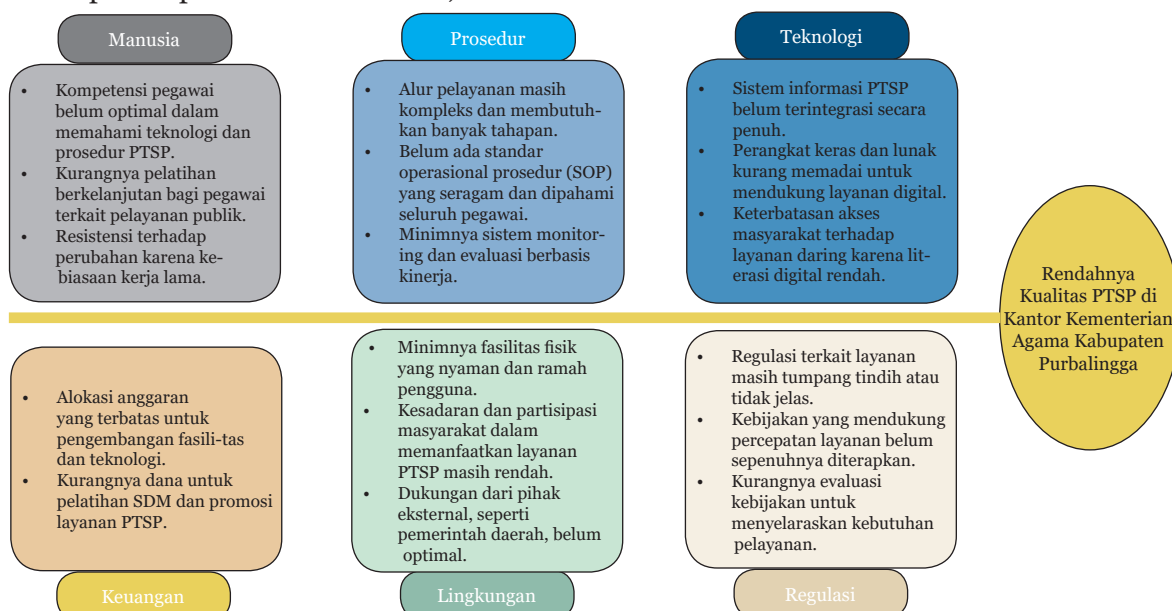 Manusia
Kompetensi pegawai
belum optimal dalam
memahami teknologi dan
prosedur PTSP.
Kurangnya pelatihan
berkelanjutan bagi pegawai
terkait pelayanan publik.
Resistensi terhadap
perubahan karena ke-
biasaan kerja lama.
Prosedur
Alur pelayanan masih
kompleks dan membutuh-
kan banyak tahapan.
Belum ada standar
operasional prosedur (SOP)
yang seragam dan dipahami
seluruh pegawai.
Minimnya sistem monitor-
ing dan evaluasi berbasis
kinerja.
Teknologi
Sistem informasi PTSP
belum terintegrasi secara
penuh.
Perangkat keras dan lunak
kurang memadai untuk
mendukung layanan digital.
Keterbatasan akses
masyarakat terhadap
layanan daring karena lit-
erasi digital rendah.
Rendahnya
Kualitas PTSP di
Kantor Kementerian
Agama Kabupaten
Purbalingga
Alokasi anggaran
yang terbatas untuk
pengembangan fasili-tas
dan teknologi.
Kurangnya dana untuk
pelatihan SDM dan promosi
layanan PTSP.
Keuangan
Minimnya fasilitas fisik
yang nyaman dan ramah
pengguna.
Kesadaran dan partisipasi
masyarakat dalam
memanfaatkan layanan
PTSP masih rendah.
Dukungan dari pihak
eksternal, seperti
pemerintah daerah, belum
optimal.
Lingkungan
Regulasi terkait layanan
masih tumpang tindih atau
tidak jelas.
Kebijakan yang mendukung
percepatan layanan belum
sepenuhnya diterapkan.
Kurangnya evaluasi
kebijakan untuk
menyelaraskan kebutuhan
pelayanan.
Regulasi